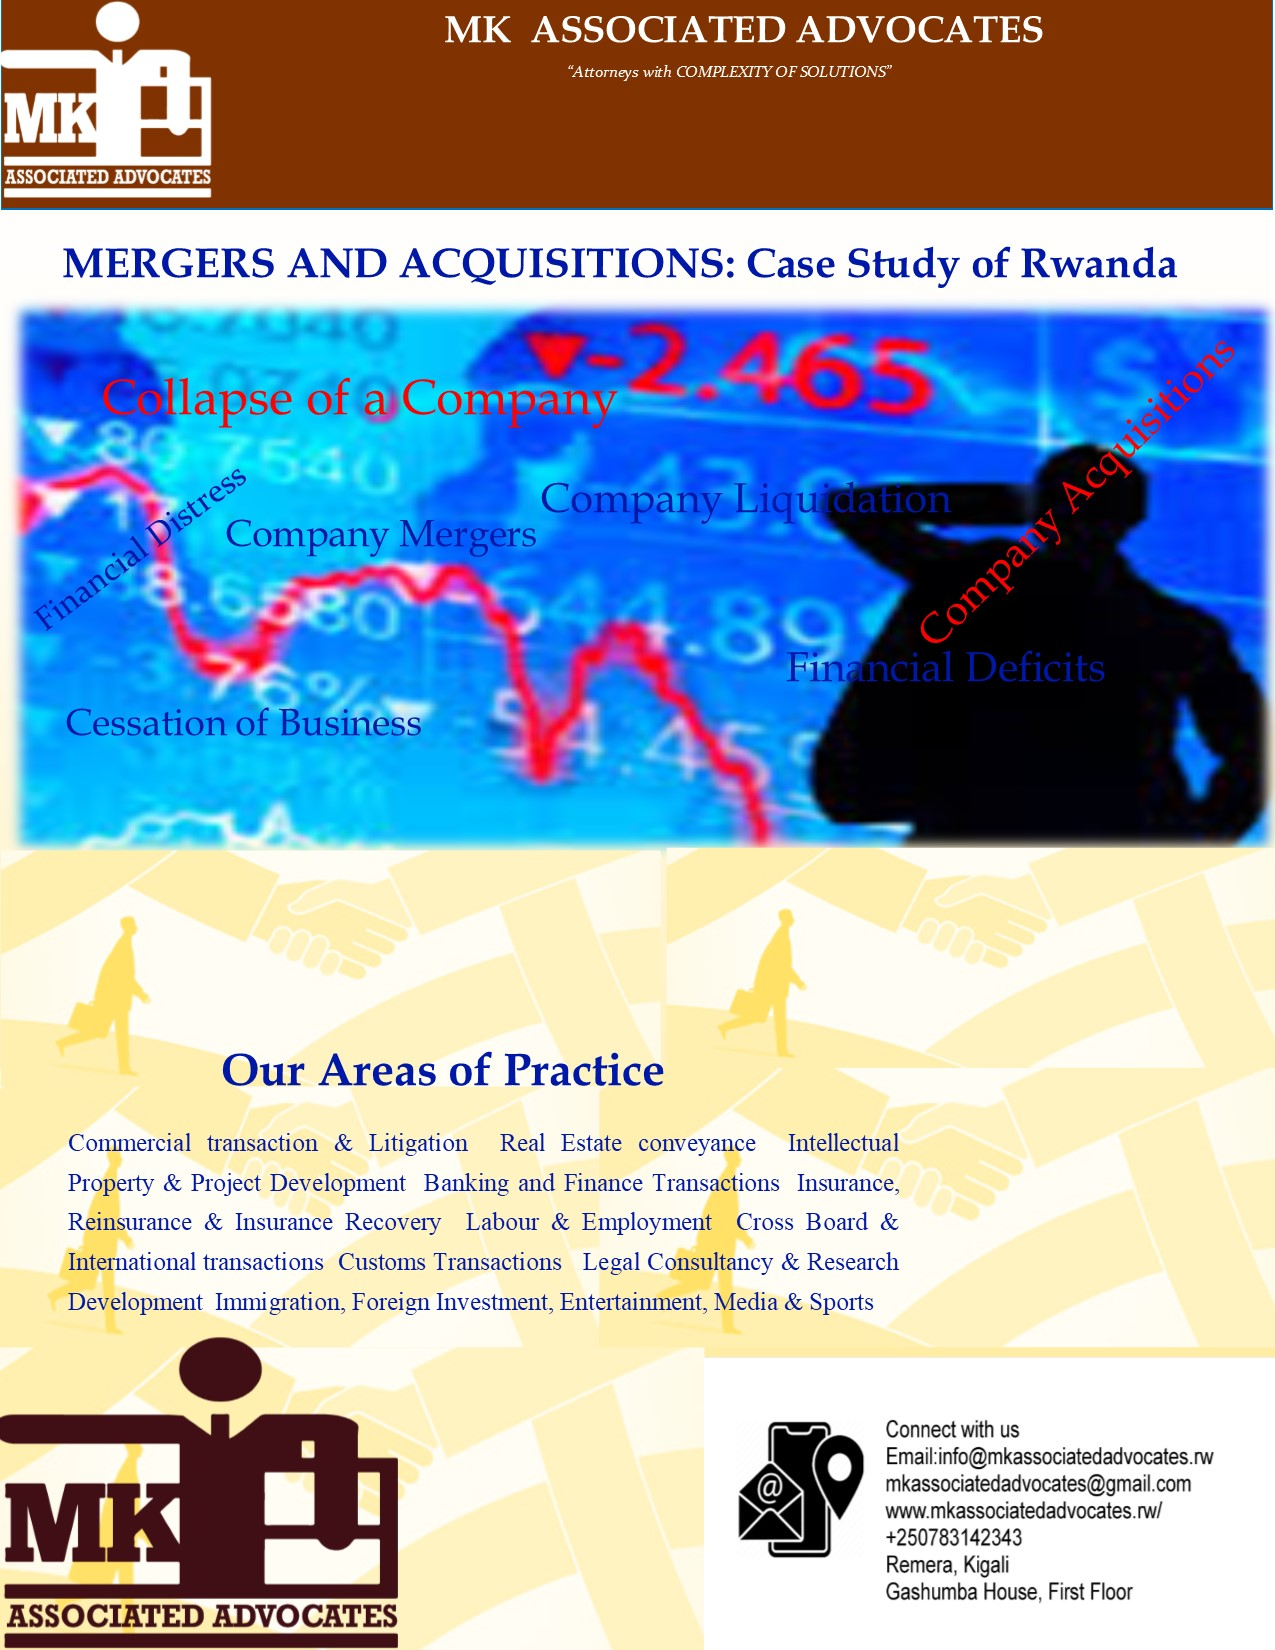 MK ASSOCIATED ADVOCATES
“Attorneys with COMPLEXITY OF SOLUTIONS”
MK
ASSOCIATED ADVOCATES
MERGERS AND ACQUISITIONS: Case Study of Rwanda
-2.465
Collapse of a Company
Company Acquisitions
80.7540
Financial Distress
Company Liquidation
Company Mergers
Financial Deficits
3.76%
Cessation of Business
Our Areas of Practice
Commercial transaction & Litigation Real Estate conveyance Intellectual
Property & Project Development Banking and Finance Transactions Insurance,
Reinsurance & Insurance Recovery Labour & Employment Cross Board &
International transactions Customs Transactions Legal Consultancy & Research
Development Immigration, Foreign Investment, Entertainment, Media & Sports
MK
ASSOCIATED ADVOCATES
@
Connect with us
Email:info@mkassociatedadvocates.rw
mkassociatedadvocates@gmail.com
www.mkassociatedadvocates.rw/
+250783142343
Remera, Kigali
Gashumba House, First Floor